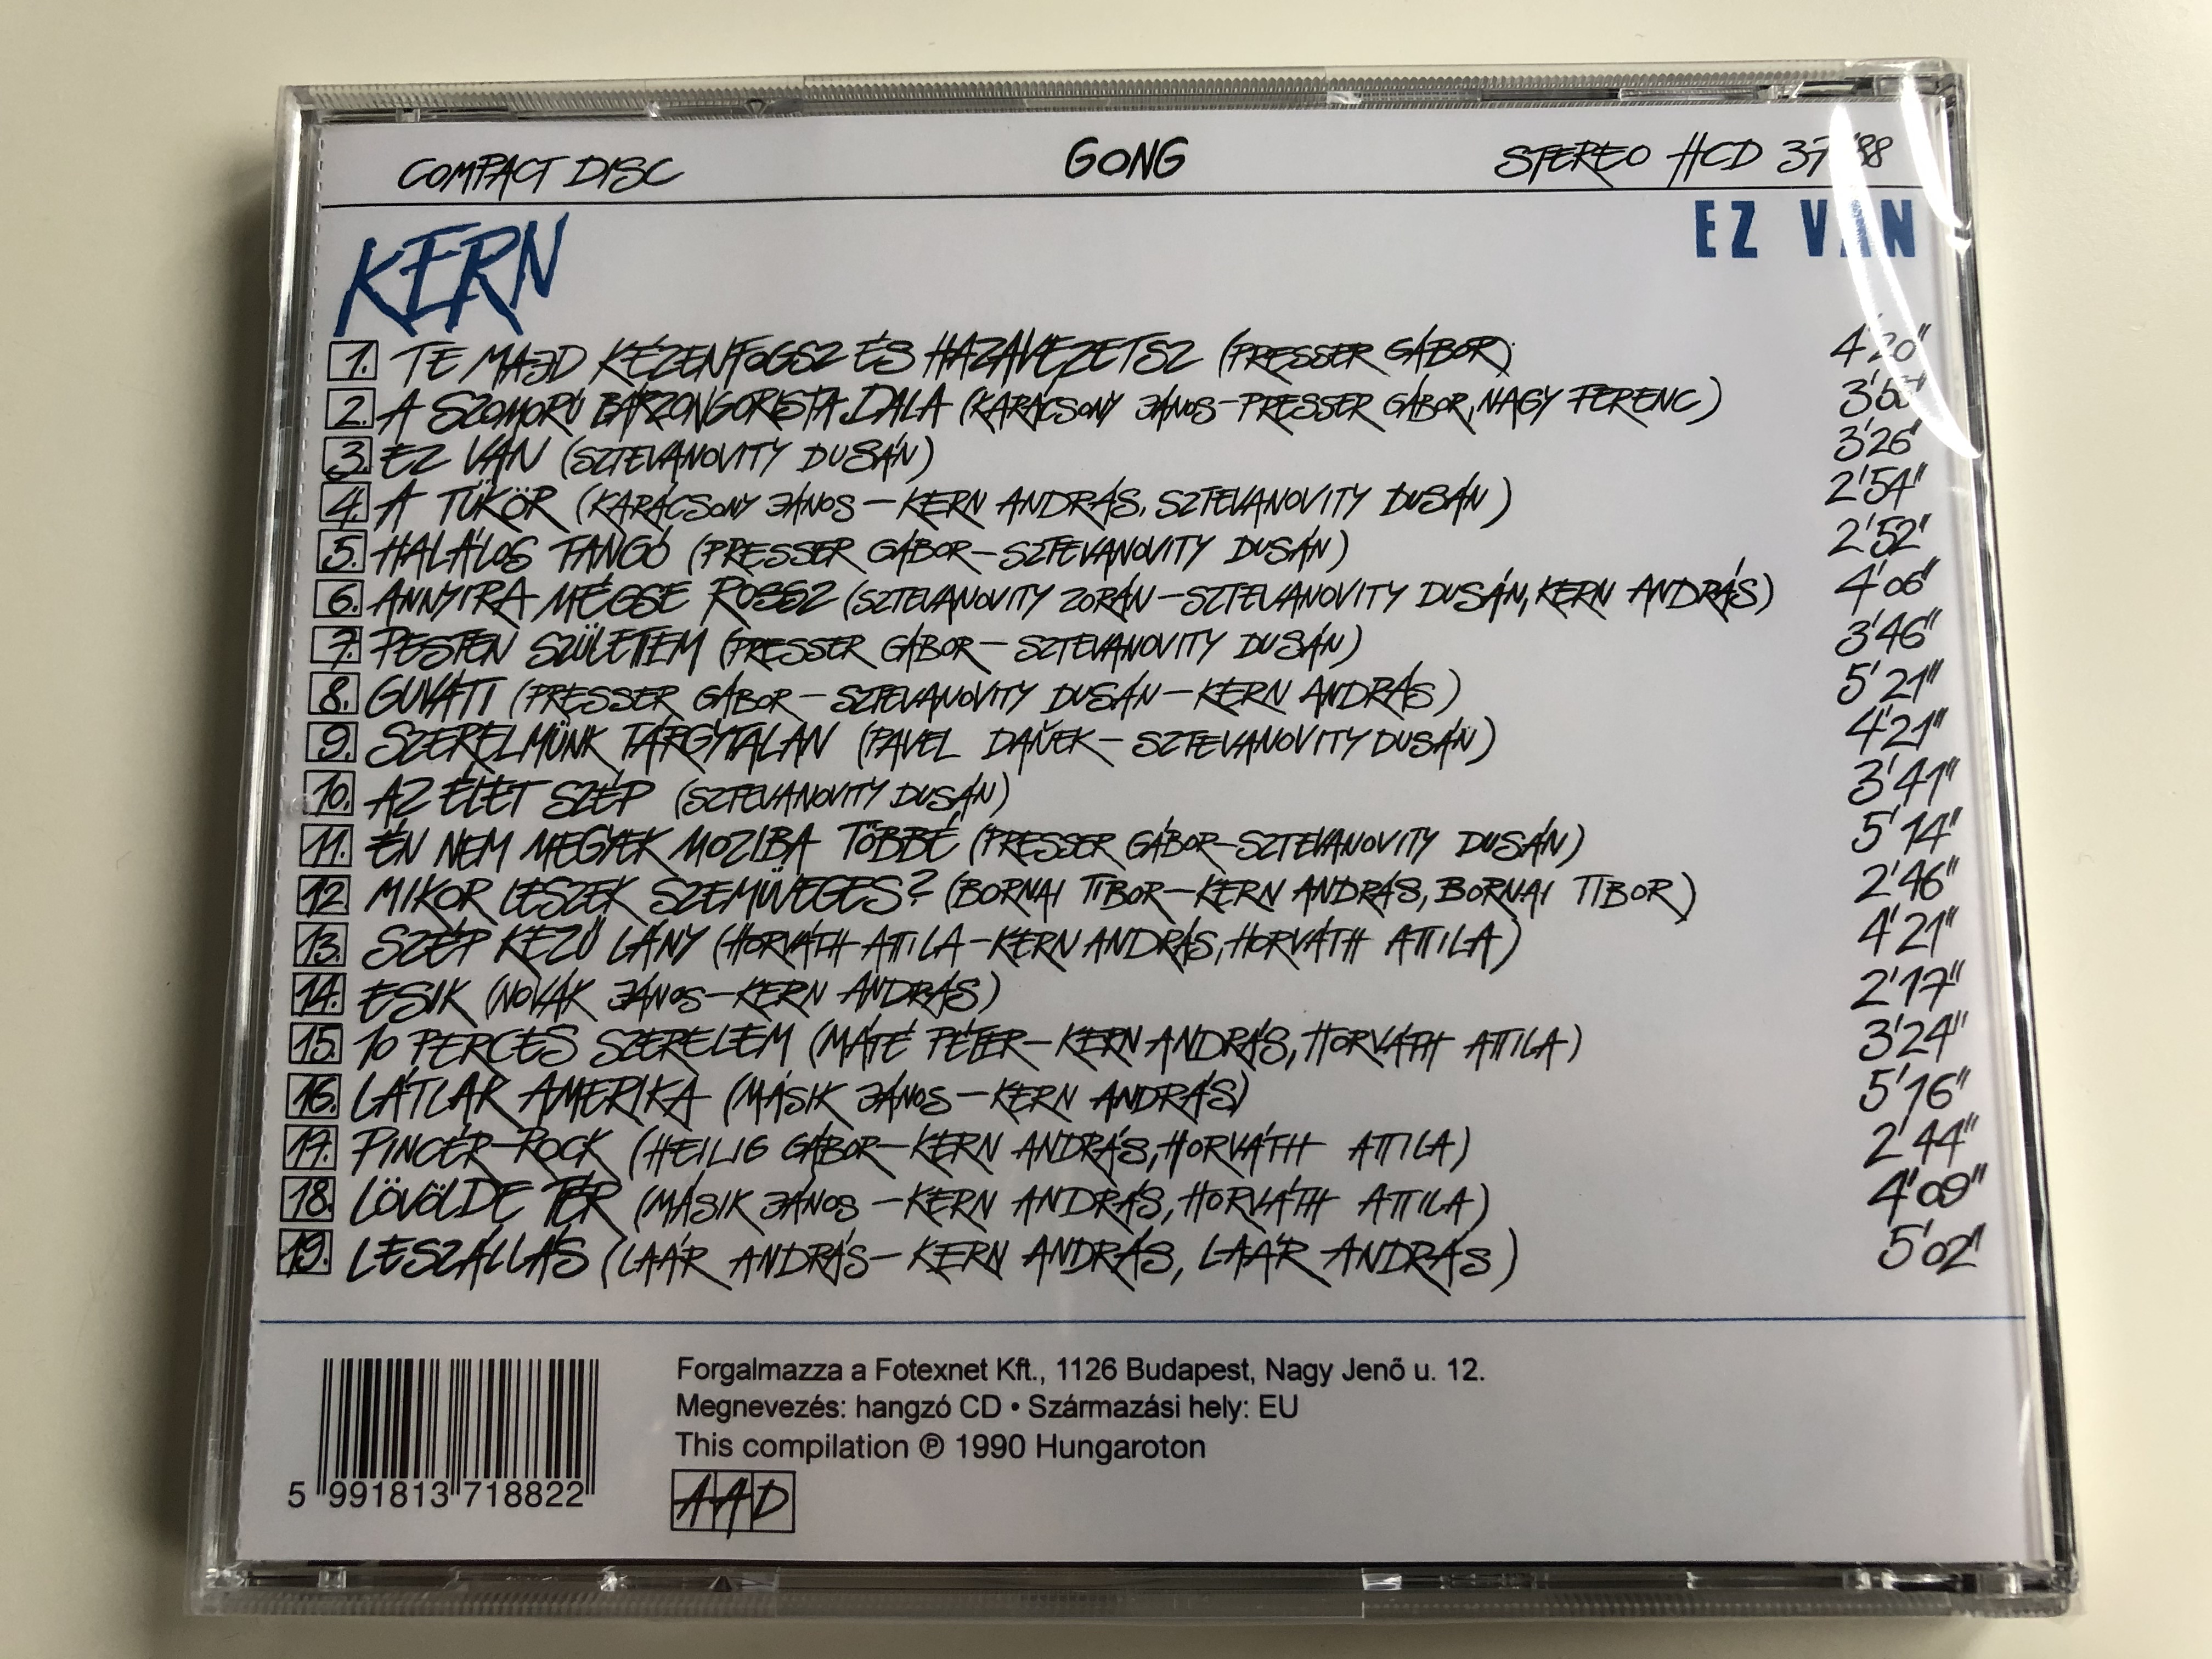 COMPACT DISC GONG STEREO HCD
KERN EZ VAN
1. TE MAJD KÉZENFOGSZ ÉS HAZAVEZETSZ (PRESSER GÁBOR) 4'20"
2. A SZOMORÚ BÁRZONGORISTA DALA (KARÁCSONY JÁNOS-PRESSER GÁBOR, NAGY FERENC)
3. EZ VAN (SZTEVANOVITY DUSÁN) 3'26"
4. A TÜKÖR (KARÁCSONY JÁNOS-KERN ANDRÁS, SZTEVANOVITY DUSÁN) 2'54"
5. HALÁLOS TANGÓ (PRESSER GÁBOR-SZTEVANOVITY DUSÁN) 2'52"
6. ANNYIRA MÉGSE ROSSZ (SZTEVANOVITY ZORÁN-SZTEVANOVITY DUSÁN, KERN ANDRÁS) 4'06"
7. PESTEN SZÜLETTEM (PRESSER GÁBOR-SZTEVANOVITY DUSÁN) 3'46"
8. GUVATI (PRESSER GÁBOR-SZTEVANOVITY DUSÁN-KERN ANDRÁS) 5'21"
9. SZERELMÜNK TÁRGYTALAN (PAVEL DAŇEK-SZTEVANOVITY DUSÁN) 4'21"
10. AZ ÉLET SZÉP (SZTEVANOVITY DUSÁN) 3'41"
11. ÉN NEM MEGYEK MOZIBA TÖBBÉ (PRESSER GÁBOR-SZTEVANOVITY DUSÁN) 5'14"
12. MIKOR LESZEK SZEMÜVEGES? (BORNAI TIBOR-KERN ANDRÁS, BORNAI TIBOR) 2'46"
13. SZÉP KEZŰ LÁNY (HORVÁTH ATTILA-KERN ANDRÁS, HORVÁTH ATTILA) 4'21"
14. ESIK (NOVÁK JÁNOS-KERN ANDRÁS) 2'17"
15. 10 PERCES SZERELEM (MÁTÉ PÉTER-KERN ANDRÁS, HORVÁTH ATTILA) 3'24"
16. LÁTLAK AMERIKA (MÁSIK JÁNOS-KERN ANDRÁS) 5'16"
17. PINCÉR-ROCK (HEILIG GÁBOR-KERN ANDRÁS, HORVÁTH ATTILA) 2'44"
18. LÖVÖLDE TÉR (MÁSIK JÁNOS-KERN ANDRÁS, HORVÁTH ATTILA) 4'09"
19. LESZÁLLÁS (LAÁR ANDRÁS-KERN ANDRÁS, LAÁR ANDRÁS) 5'02"
Forgalmazza a Fotexnet Kft., 1126 Budapest, Nagy Jenő u. 12.
Megnevezés: hangzó CD • Származási hely: EU
This compilation ℗ 1990 Hungaroton
5 991813 718822
AAD